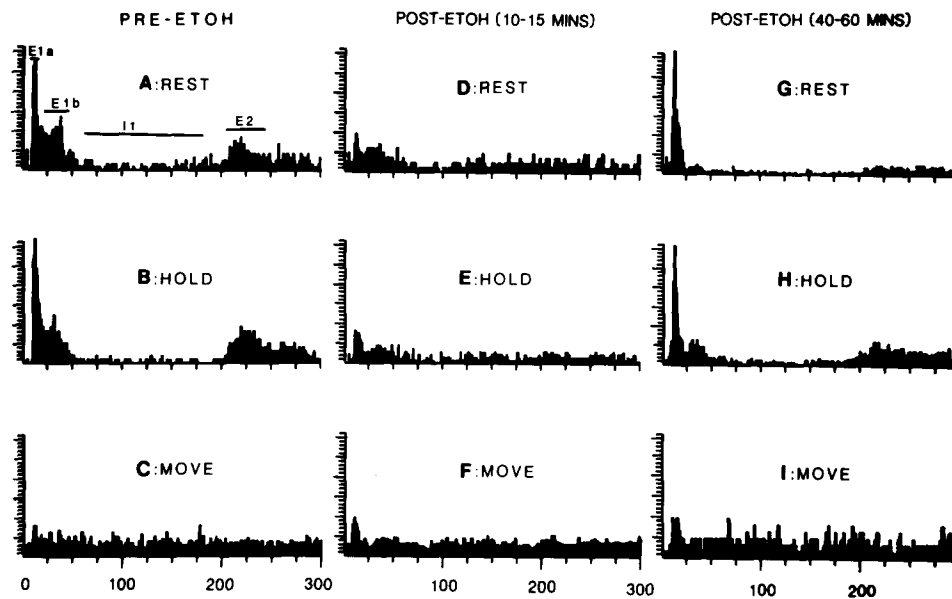 PRE-ETOH
POST-ETOH (10-15 MINS)
POST-ETOH (40-60 MINS)
E1a
E1b
I1
E2
A:REST
D:REST
G:REST
B:HOLD
E:HOLD
H:HOLD
C:MOVE
F:MOVE
I:MOVE
0 100 200 300
100 200 300
100 200